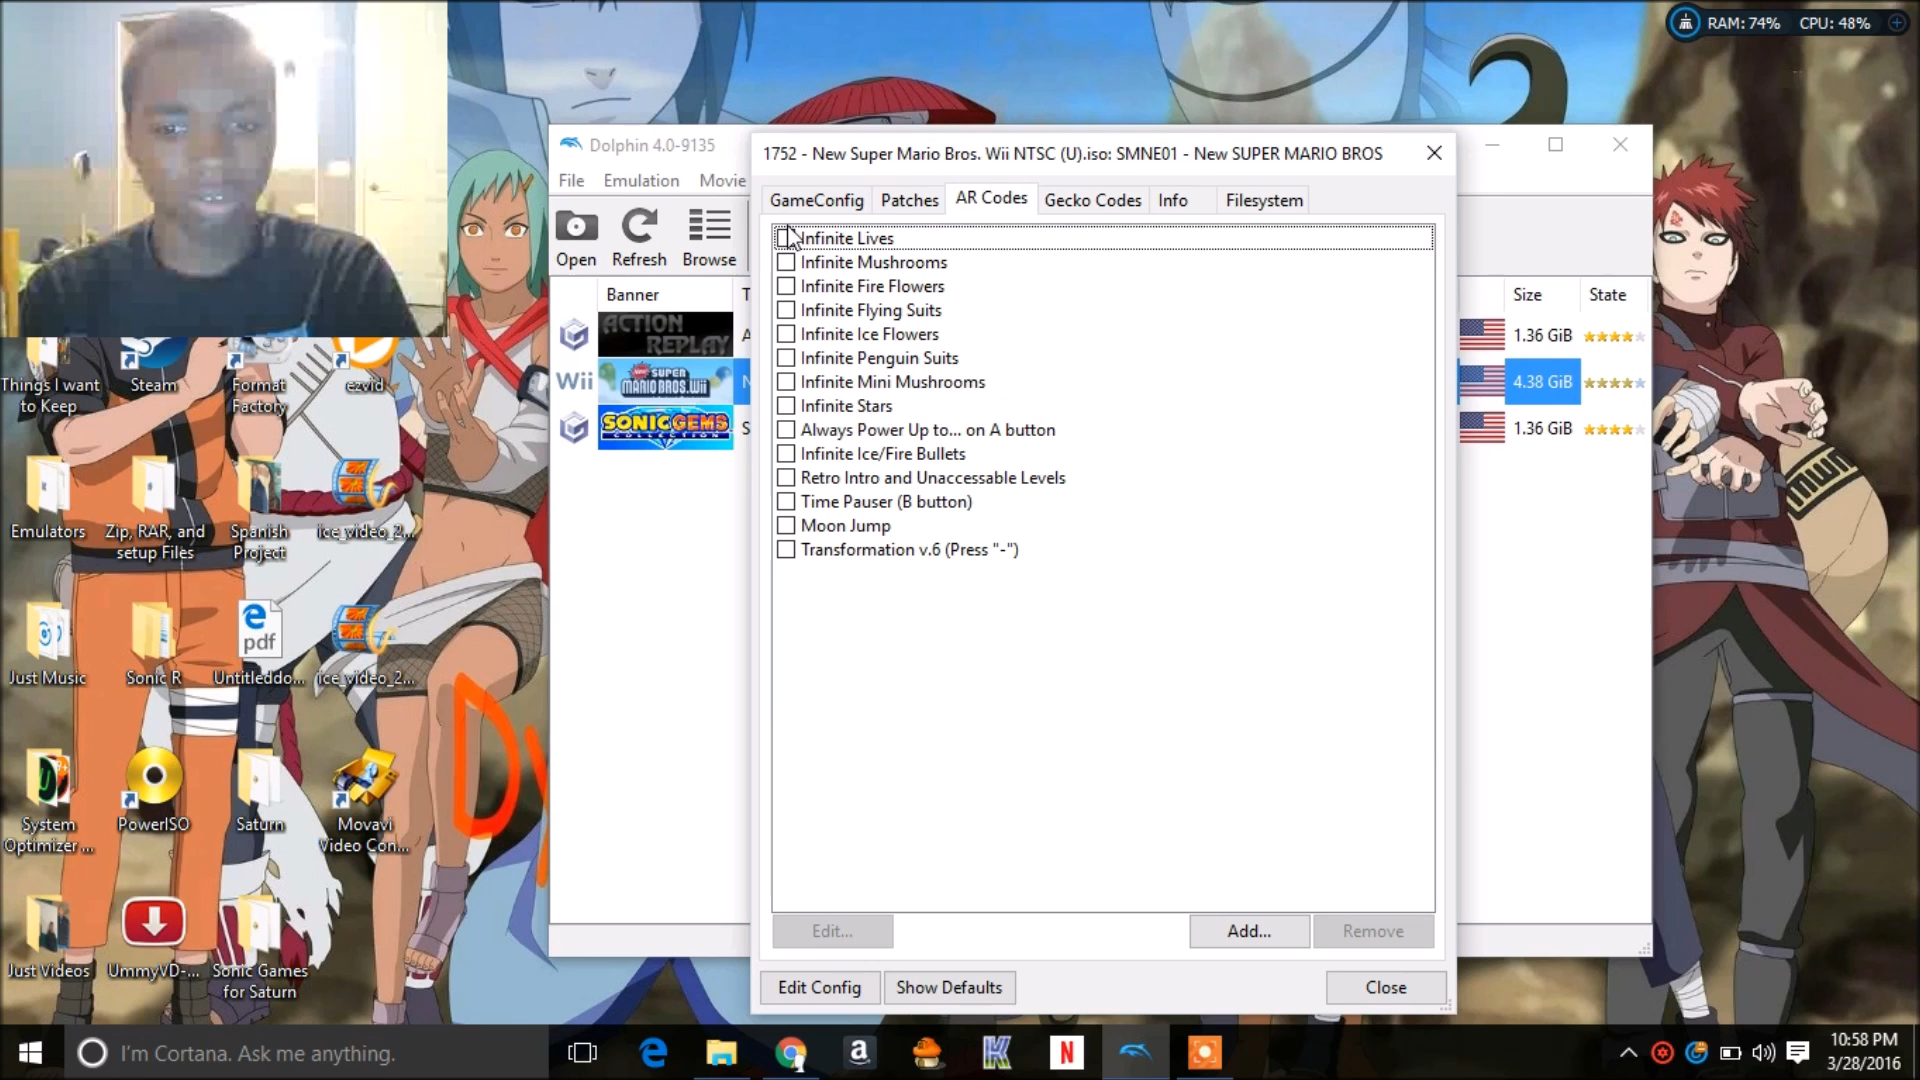 RAM: 74% CPU: 48%
Dolphin 4.0-9135
1752 - New Super Mario Bros. Wii NTSC (U).iso: SMNE01 - New SUPER MARIO BROS
File Emulation Movie
GameConfig Patches AR Codes Gecko Codes Info Filesystem
Open Refresh Browse
Banner T Size State
ACTION REPLAY A 1.36 GiB
Wii New SUPER MARIO BROS. Wii N 4.38 GiB
SONIC GEMS COLLECTION S 1.36 GiB
Infinite Lives
Infinite Mushrooms
Infinite Fire Flowers
Infinite Flying Suits
Infinite Ice Flowers
Infinite Penguin Suits
Infinite Mini Mushrooms
Infinite Stars
Always Power Up to... on A button
Infinite Ice/Fire Bullets
Retro Intro and Unaccessable Levels
Time Pauser (B button)
Moon Jump
Transformation v.6 (Press "-")
Edit... Add... Remove
Edit Config Show Defaults Close
Things I want to Keep
Steam
Format Factory
ezvid
Emulators
Zip, RAR, and setup Files
Spanish Project
ice_video_2...
Just Music
Sonic R
pdf
Untitleddo...
ice_video_2...
System Optimizer ...
PowerISO
Saturn
Movavi Video Con...
Just Videos
UmmyVD-...
Sonic Games for Saturn
I'm Cortana. Ask me anything.
10:58 PM
3/28/2016